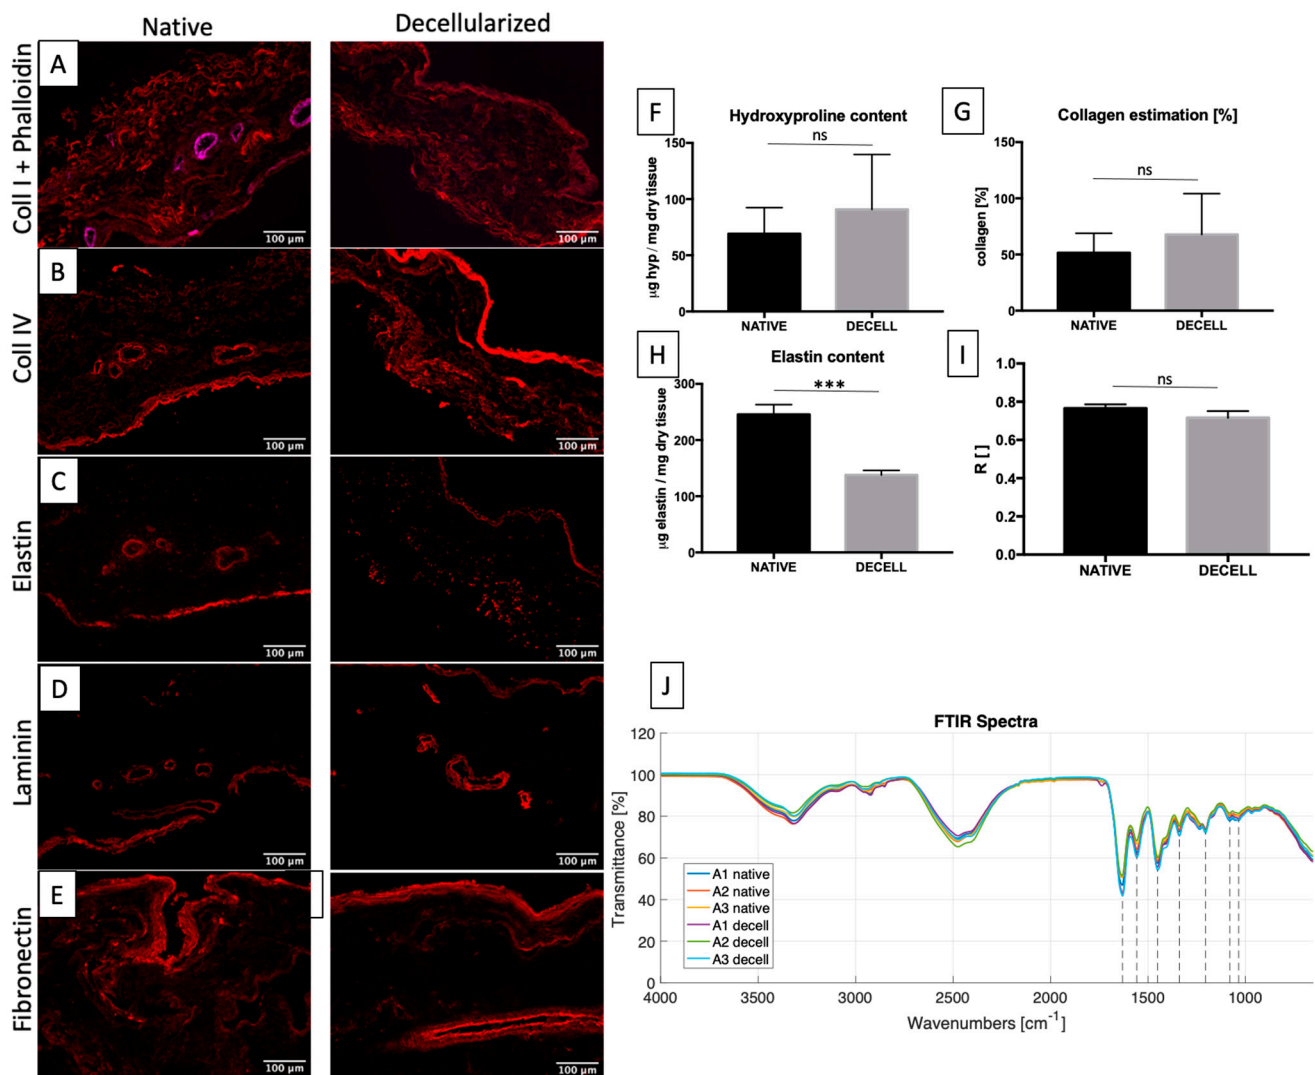 Native
Decellularized
Coll I + Phalloidin
A
100 µm
100 µm
Coll IV
B
100 µm
100 µm
Elastin
C
100 µm
100 µm
Laminin
D
100 µm
100 µm
Fibronectin
E
100 µm
100 µm
F
Hydroxyproline content
ns
µg hyp / mg dry tissue
150
100
50
0
NATIVE
DECELL
G
Collagen estimation [%]
ns
collagen [%]
150
100
50
0
NATIVE
DECELL
H
Elastin content
***
µg elastin / mg dry tissue
300
200
100
0
NATIVE
DECELL
I
ns
R [ ]
1.0
0.8
0.6
0.4
0.2
0.0
NATIVE
DECELL
J
FTIR Spectra
Transmittance [%]
120
100
80
60
40
20
0
A1 native
A2 native
A3 native
A1 decell
A2 decell
A3 decell
4000
3500
3000
2500
2000
1500
1000
Wavenumbers [cm⁻¹]